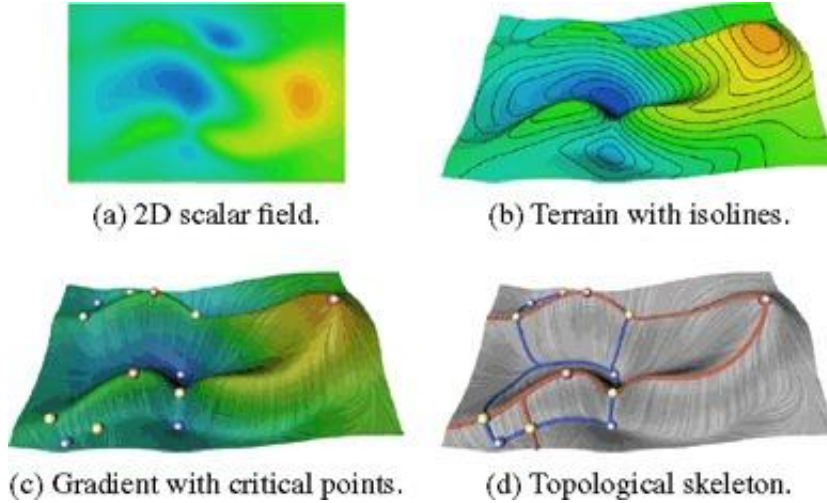 (a) 2D scalar field.
(b) Terrain with isolines.
(c) Gradient with critical points.
(d) Topological skeleton.